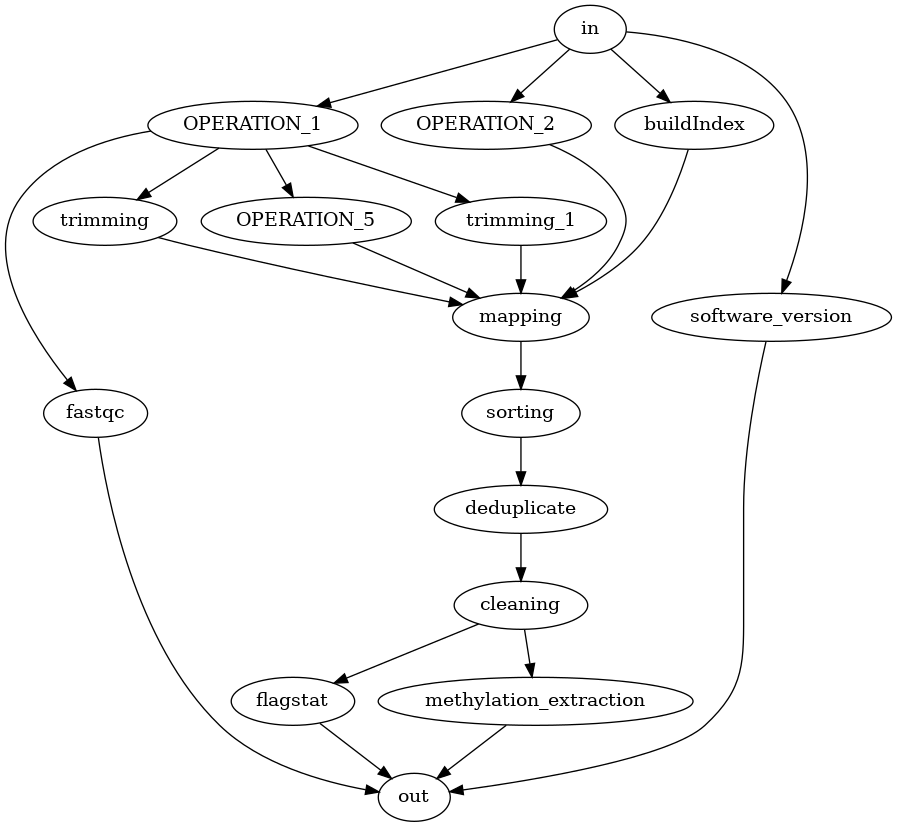 in
OPERATION_1
OPERATION_2
buildIndex
trimming
OPERATION_5
trimming_1
mapping
software_version
fastqc
sorting
deduplicate
cleaning
flagstat
methylation_extraction
out